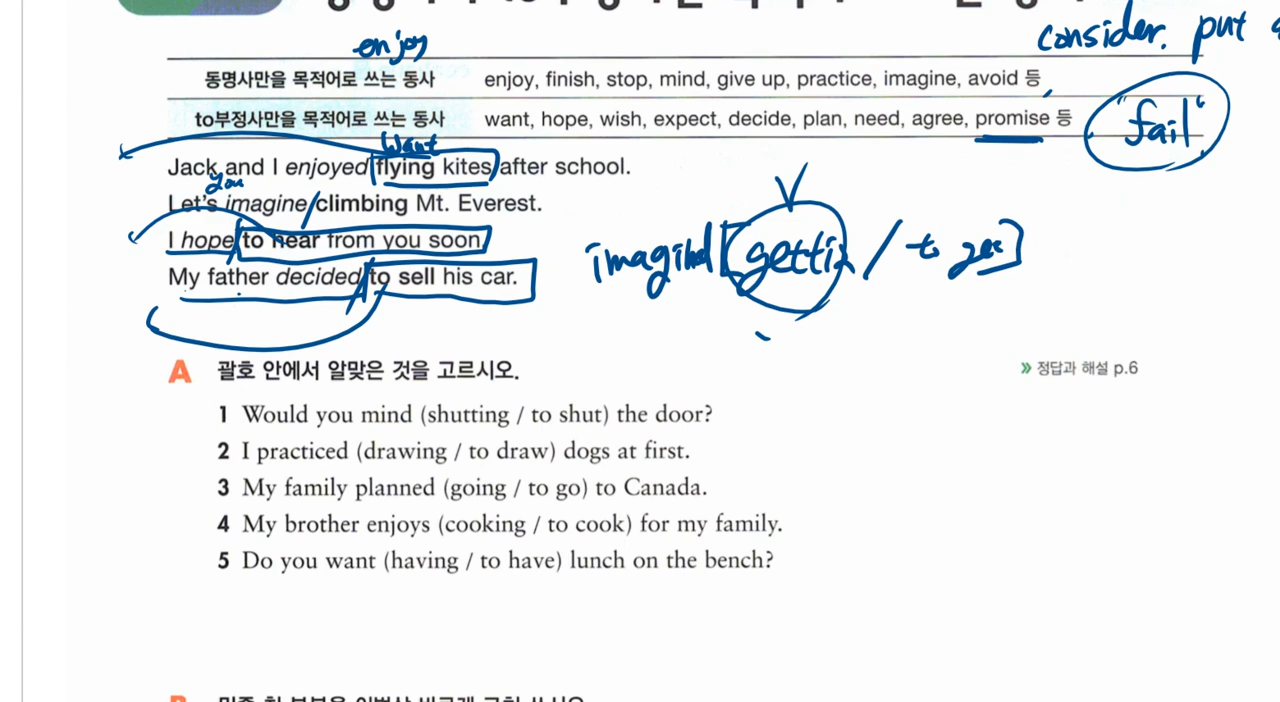 consider. put
enjoy
동명사만을 목적어로 쓰는 동사 enjoy, finish, stop, mind, give up, practice, imagine, avoid 등
to부정사만을 목적어로 쓰는 동사 want, hope, wish, expect, decide, plan, need, agree, promise 등
"fail"
want
Jack and I enjoyed flying kites after school.
you
Let's imagine climbing Mt. Everest.
I hope to hear from you soon.
My father decided to sell his car.
A 괄호 안에서 알맞은 것을 고르시오.
» 정답과 해설 p.6
1 Would you mind (shutting / to shut) the door?
2 I practiced (drawing / to draw) dogs at first.
3 My family planned (going / to go) to Canada.
4 My brother enjoys (cooking / to cook) for my family.
5 Do you want (having / to have) lunch on the bench?